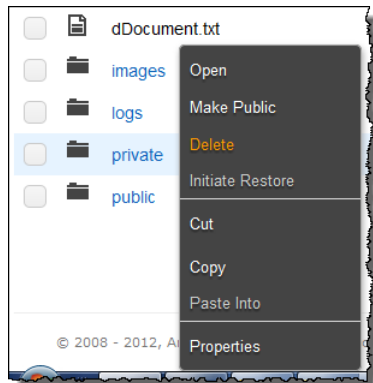 dDocument.txt
images
Open
Make Public
logs
Delete
private
Initiate Restore
public
Cut
Copy
Paste Into
© 2008 - 2012, A
Properties